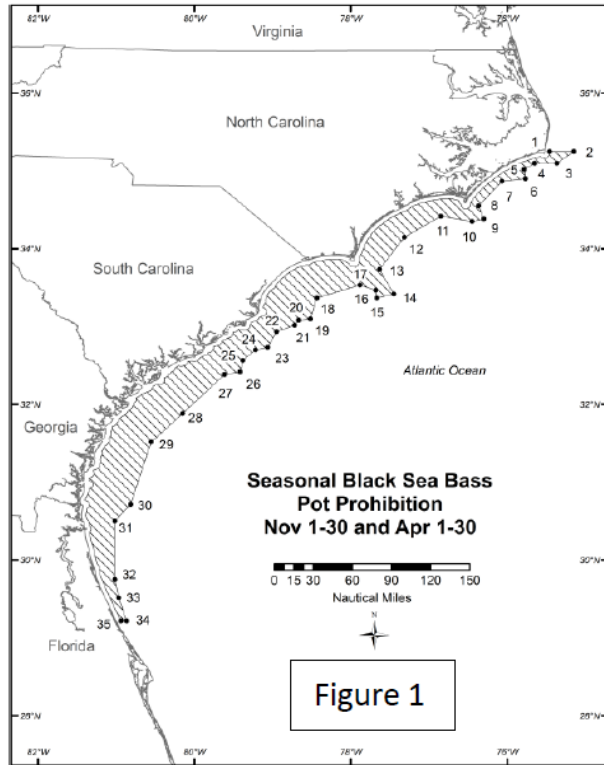 82°W 80°W 78°W 76°W
Virginia
36°N 36°N
North Carolina
1 2
5 4 3
7 6
8
11 10 9
12
34°N 34°N
South Carolina
13
17
16 14
18 15
20
22 19
21
24 23
25
Atlantic Ocean
27 26
32°N 32°N
28
Georgia
29
Seasonal Black Sea Bass
Pot Prohibition
Nov 1-30 and Apr 1-30
30
31
30°N 30°N
0 15 30 60 90 120 150
Nautical Miles
32
33
N
35 34
Florida
Figure 1
28°N 28°N
82°W 80°W 78°W 76°W